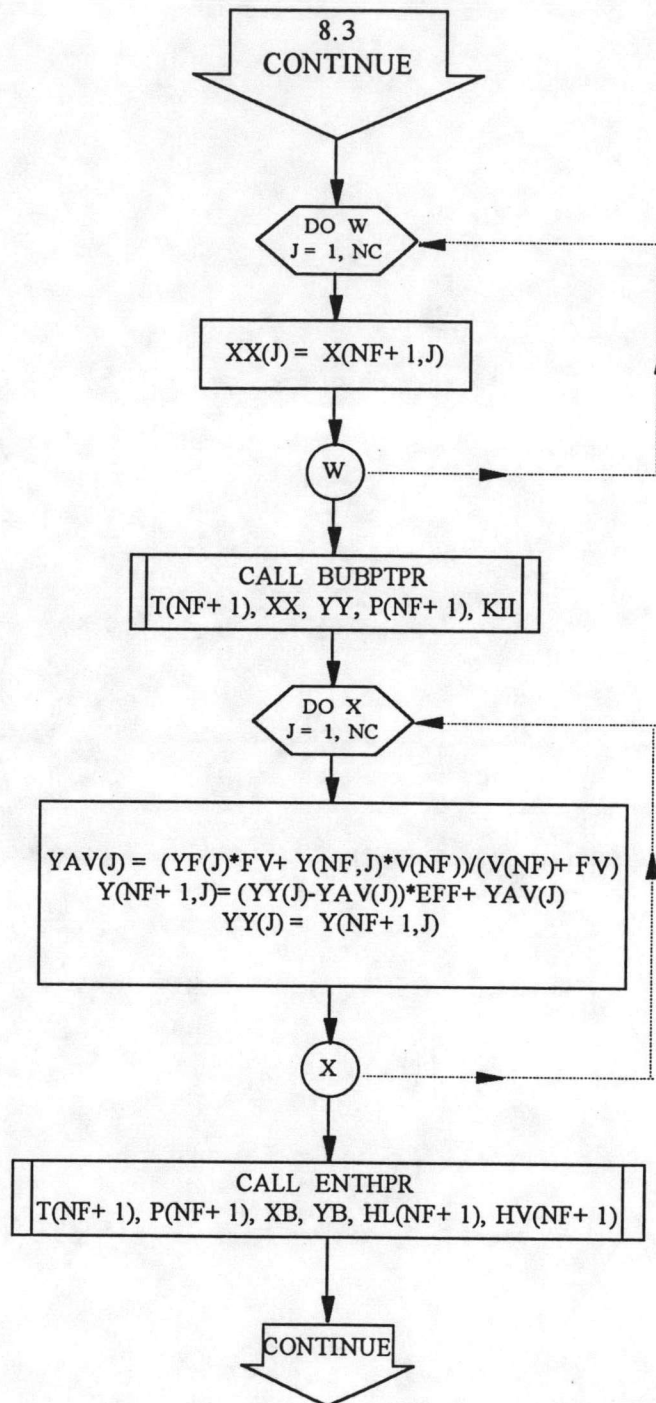 8.3
CONTINUE
DO W
J = 1, NC
XX(J) = X(NF+1,J)
W
CALL BUBPTPR
T(NF+1), XX, YY, P(NF+1), KII
DO X
J = 1, NC
YAV(J) = (YF(J)*FV+Y(NF,J)*V(NF))/(V(NF)+FV)
Y(NF+1,J)=(YY(J)-YAV(J))*EFF+YAV(J)
YY(J) = Y(NF+1,J)
X
CALL ENTHPR
T(NF+1), P(NF+1), XB, YB, HL(NF+1), HV(NF+1)
CONTINUE